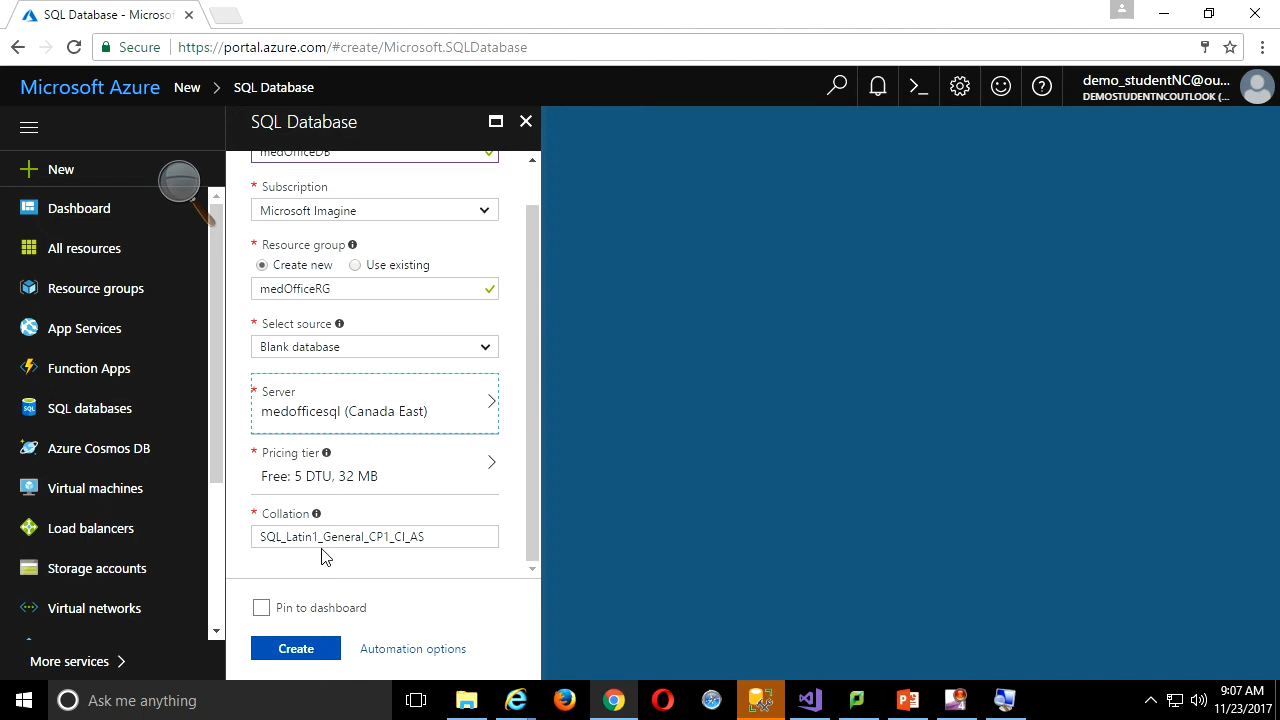 SQL Database - Microsof
Secure
https://portal.azure.com/#create/Microsoft.SQLDatabase
Microsoft Azure
New
SQL Database
demo_studentNC@ou...
DEMOSTUDENTNCOUTLOOK (...
New
Dashboard
All resources
Resource groups
App Services
Function Apps
SQL
SQL databases
Azure Cosmos DB
Virtual machines
Load balancers
Storage accounts
Virtual networks
More services
SQL Database
medOfficeDB
* Subscription
Microsoft Imagine
* Resource group
Create new
Use existing
medOfficeRG
* Select source
Blank database
* Server
medofficesql (Canada East)
* Pricing tier
Free: 5 DTU, 32 MB
* Collation
SQL_Latin1_General_CP1_CI_AS
Pin to dashboard
Create
Automation options
Ask me anything
9:07 AM
11/23/2017